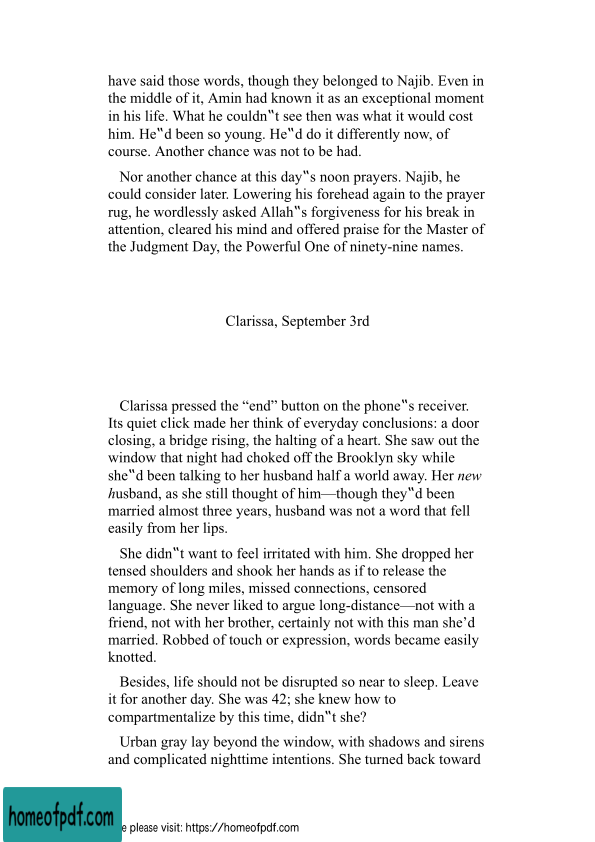 have said those words, though they belonged to Najib. Even in
the middle of it, Amin had known it as an exceptional moment
in his life. What he couldn‟t see then was what it would cost
him. He‟d been so young. He‟d do it differently now, of
course. Another chance was not to be had.
Nor another chance at this day‟s noon prayers. Najib, he
could consider later. Lowering his forehead again to the prayer
rug, he wordlessly asked Allah‟s forgiveness for his break in
attention, cleared his mind and offered praise for the Master of
the Judgment Day, the Powerful One of ninety-nine names.
Clarissa, September 3rd
Clarissa pressed the “end” button on the phone‟s receiver.
Its quiet click made her think of everyday conclusions: a door
closing, a bridge rising, the halting of a heart. She saw out the
window that night had choked off the Brooklyn sky while
she‟d been talking to her husband half a world away. Her new
husband, as she still thought of him—though they‟d been
married almost three years, husband was not a word that fell
easily from her lips.
She didn‟t want to feel irritated with him. She dropped her
tensed shoulders and shook her hands as if to release the
memory of long miles, missed connections, censored
language. She never liked to argue long-distance—not with a
friend, not with her brother, certainly not with this man she’d
married. Robbed of touch or expression, words became easily
knotted.
Besides, life should not be disrupted so near to sleep. Leave
it for another day. She was 42; she knew how to
compartmentalize by this time, didn‟t she?
Urban gray lay beyond the window, with shadows and sirens
and complicated nighttime intentions. She turned back toward
homeofpdf.com
e please visit: https://homeofpdf.com